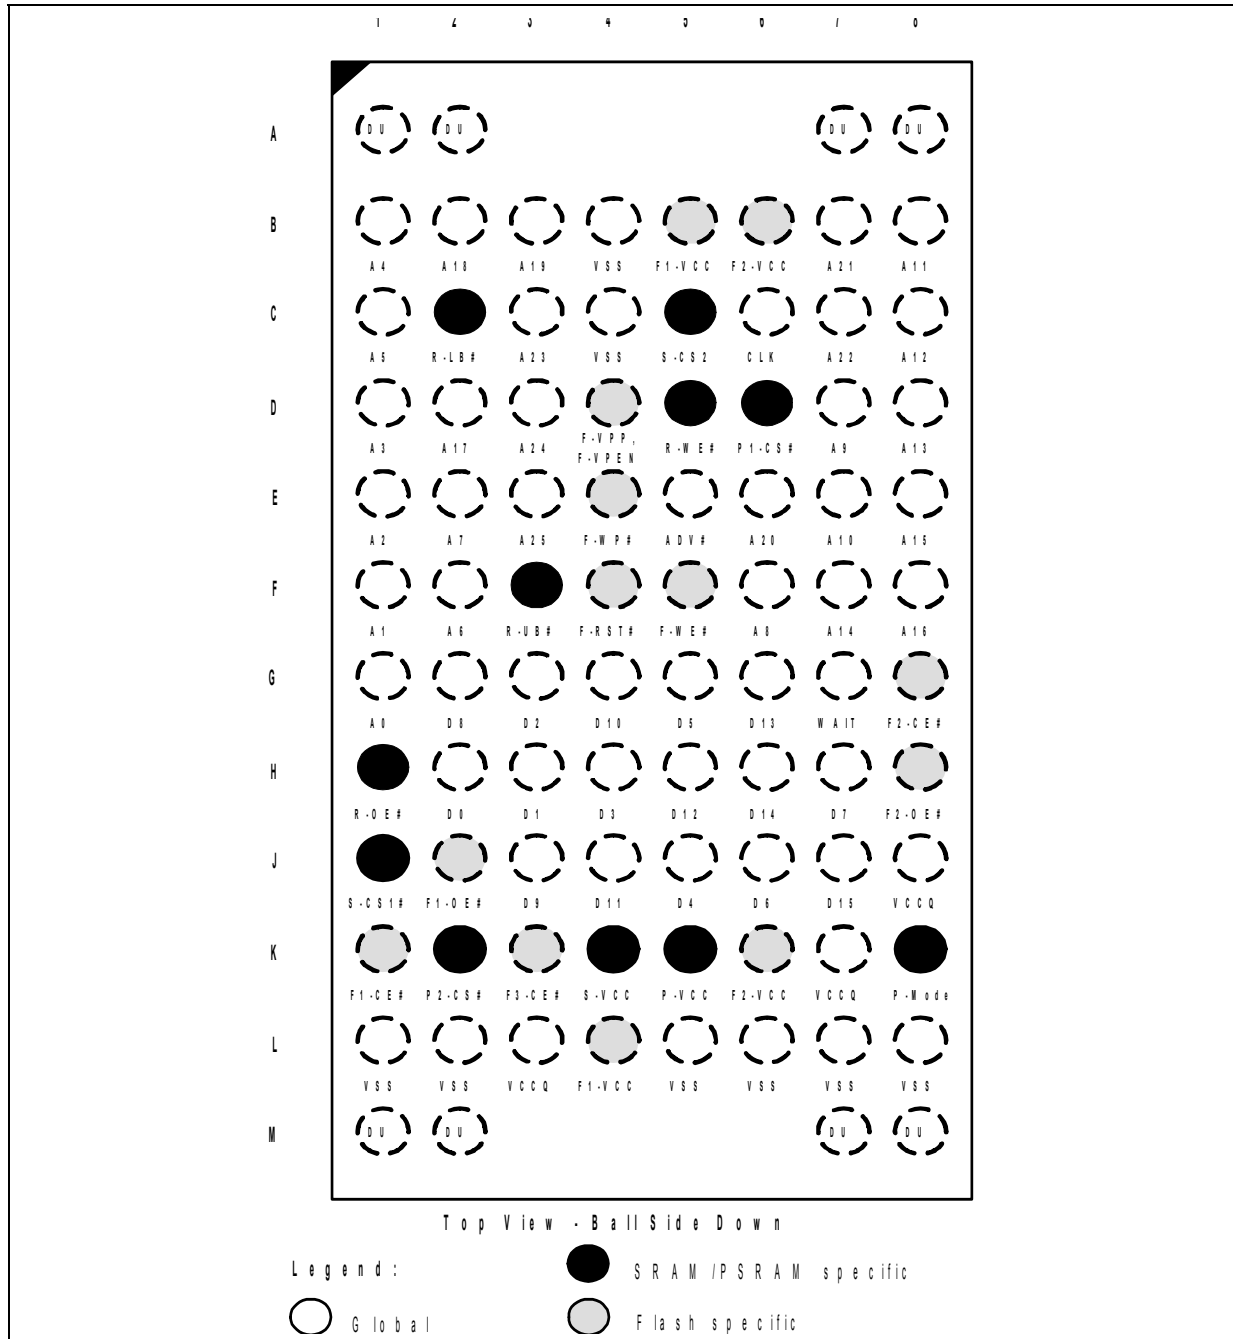 1 2 3 4 5 6 7 8
A DU DU DU DU
B
A4 A18 A19 VSS F1-VCC F2-VCC A21 A11
C
A5 R-LB# A23 VSS S-CS2 CLK A22 A12
D
A3 A17 A24 F-VPP, F-VPEN R-WE# P1-CS# A9 A13
E
A2 A7 A25 F-WP# ADV# A20 A10 A15
F
A1 A6 R-UB# F-RST# F-WE# A8 A14 A16
G
A0 D8 D2 D10 D5 D13 WAIT F2-CE#
H
R-OE# D0 D1 D3 D12 D14 D7 F2-OE#
J
S-CS1# F1-OE# D9 D11 D4 D6 D15 VCCQ
K
F1-CE# P2-CS# F3-CE# S-VCC P-VCC F2-VCC VCCQ P-Mode
L
VSS VSS VCCQ F1-VCC VSS VSS VSS VSS
M DU DU DU DU
Top View - Ball Side Down
Legend:
SRAM/PSRAM specific
Global
Flash specific